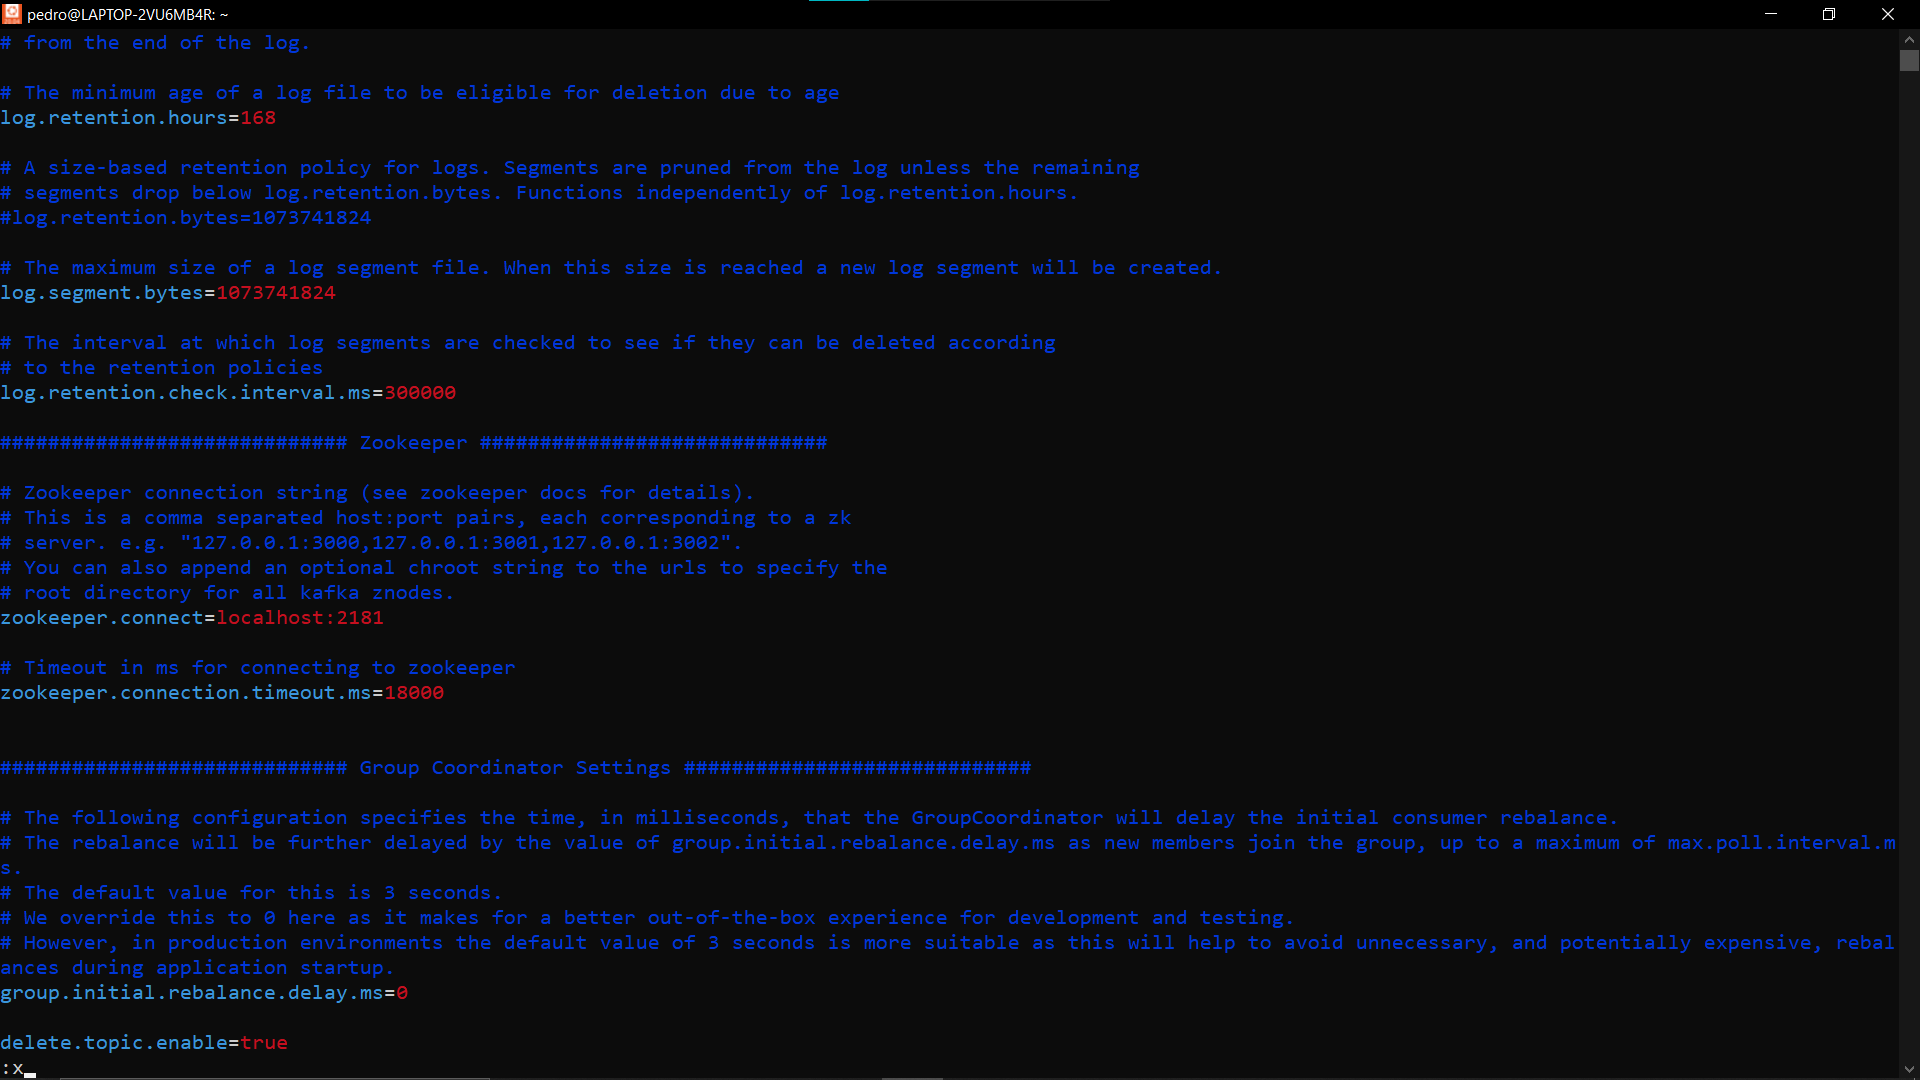 pedro@LAPTOP-2VU6MB4R: ~
# from the end of the log.
# The minimum age of a log file to be eligible for deletion due to age
log.retention.hours=168
# A size-based retention policy for logs. Segments are pruned from the log unless the remaining
# segments drop below log.retention.bytes. Functions independently of log.retention.hours.
#log.retention.bytes=1073741824
# The maximum size of a log segment file. When this size is reached a new log segment will be created.
log.segment.bytes=1073741824
# The interval at which log segments are checked to see if they can be deleted according
# to the retention policies
log.retention.check.interval.ms=300000
############################# Zookeeper #############################
# Zookeeper connection string (see zookeeper docs for details).
# This is a comma separated host:port pairs, each corresponding to a zk
# server. e.g. "127.0.0.1:3000,127.0.0.1:3001,127.0.0.1:3002".
# You can also append an optional chroot string to the urls to specify the
# root directory for all kafka znodes.
zookeeper.connect=localhost:2181
# Timeout in ms for connecting to zookeeper
zookeeper.connection.timeout.ms=18000
############################# Group Coordinator Settings #############################
# The following configuration specifies the time, in milliseconds, that the GroupCoordinator will delay the initial consumer rebalance.
# The rebalance will be further delayed by the value of group.initial.rebalance.delay.ms as new members join the group, up to a maximum of max.poll.interval.m
s.
# The default value for this is 3 seconds.
# We override this to 0 here as it makes for a better out-of-the-box experience for development and testing.
# However, in production environments the default value of 3 seconds is more suitable as this will help to avoid unnecessary, and potentially expensive, rebal
ances during application startup.
group.initial.rebalance.delay.ms=0
delete.topic.enable=true
:x